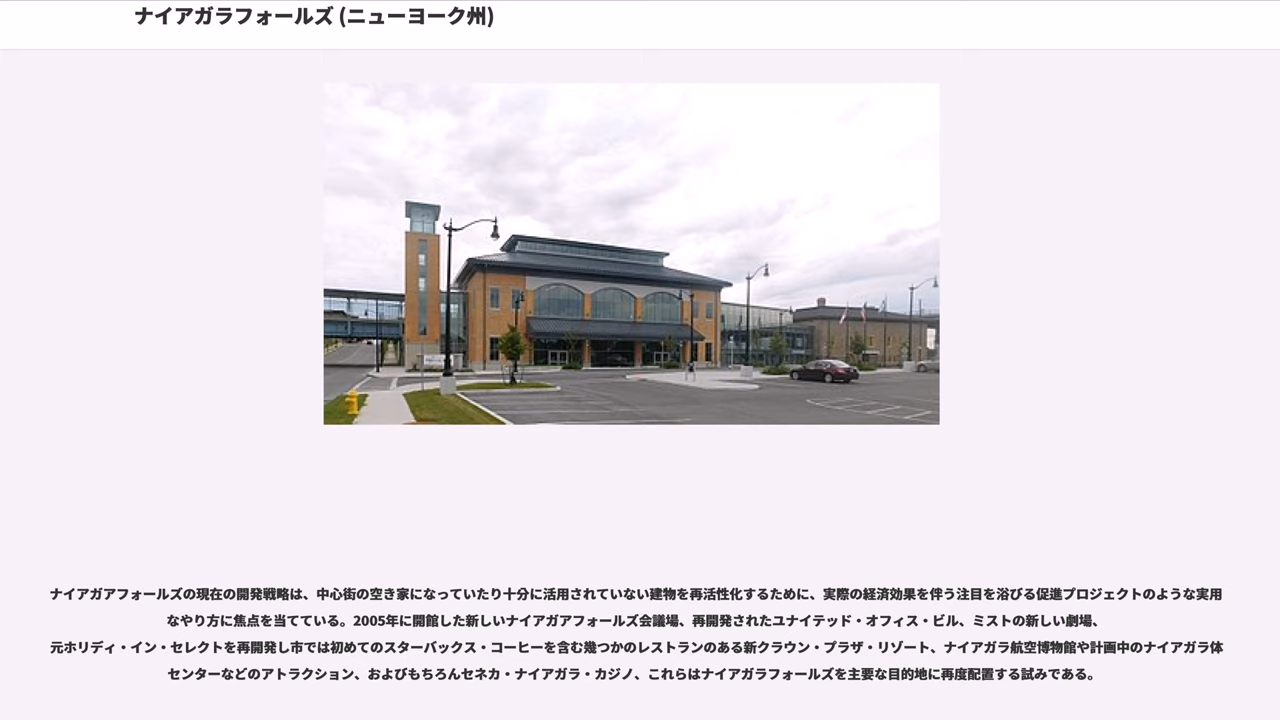 ナイアガラフォールズ (ニューヨーク州)
ナイアガアフォールズの現在の開発戦略は、中心街の空き家になっていたり十分に活用されていない建物を再活性化するために、実際の経済効果を伴う注目を浴びる促進プロジェクトのような実用
なやり方に焦点を当てている。2005年に開館した新しいナイアガアフォールズ会議場、再開発されたユナイテッド・オフィス・ビル、ミストの新しい劇場、
元ホリディ・イン・セレクトを再開発し市では初めてのスターバックス・コーヒーを含む幾つかのレストランのある新クラウン・プラザ・リゾート、ナイアガラ航空博物館や計画中のナイアガラ体
センターなどのアトラクション、およびもちろんセネカ・ナイアガラ・カジノ、これらはナイアガラフォールズを主要な目的地に再度配置する試みである。